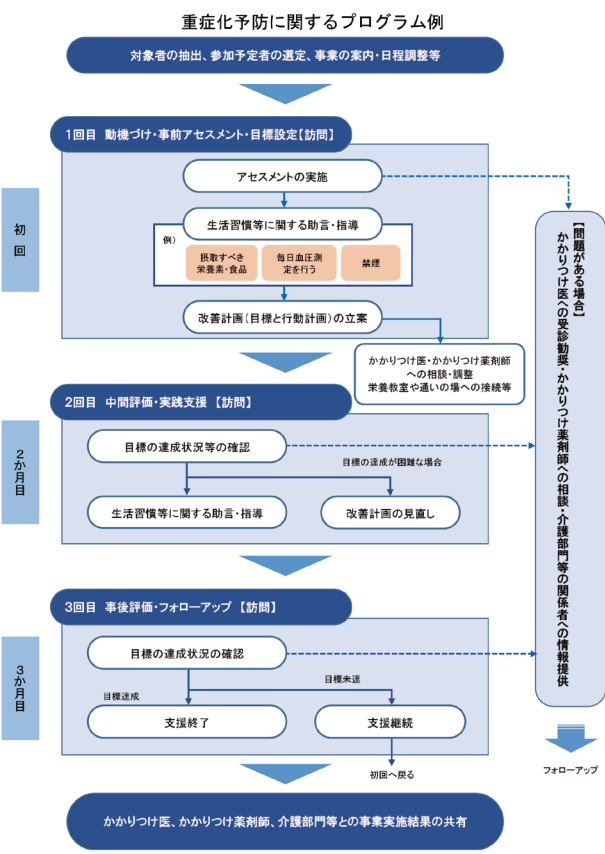 重症化予防に関するプログラム例
対象者の抽出、参加予定者の選定、事業の案内・日程調整等
1回目 動機づけ・事前アセスメント・目標設定【訪問】
初回
アセスメントの実施
生活習慣等に関する助言・指導
例)
摂取すべき
栄養素・食品
毎日血圧測
定を行う
禁煙
改善計画(目標と行動計画)の立案
かかりつけ医・かかりつけ薬剤師
への相談・調整
栄養教室や通いの場への接続等
2回目 中間評価・実践支援 【訪問】
2か月目
目標の達成状況等の確認
目標の達成が困難な場合
生活習慣等に関する助言・指導
改善計画の見直し
3回目 事後評価・フォローアップ 【訪問】
3か月目
目標の達成状況の確認
目標達成
目標未達
支援終了
支援継続
初回へ戻る
【問題がある場合】
かかりつけ医への受診勧奨・かかりつけ薬剤師への相談・介護部門等の関係者への情報提供
フォローアップ
かかりつけ医、かかりつけ薬剤師、介護部門等との事業実施結果の共有